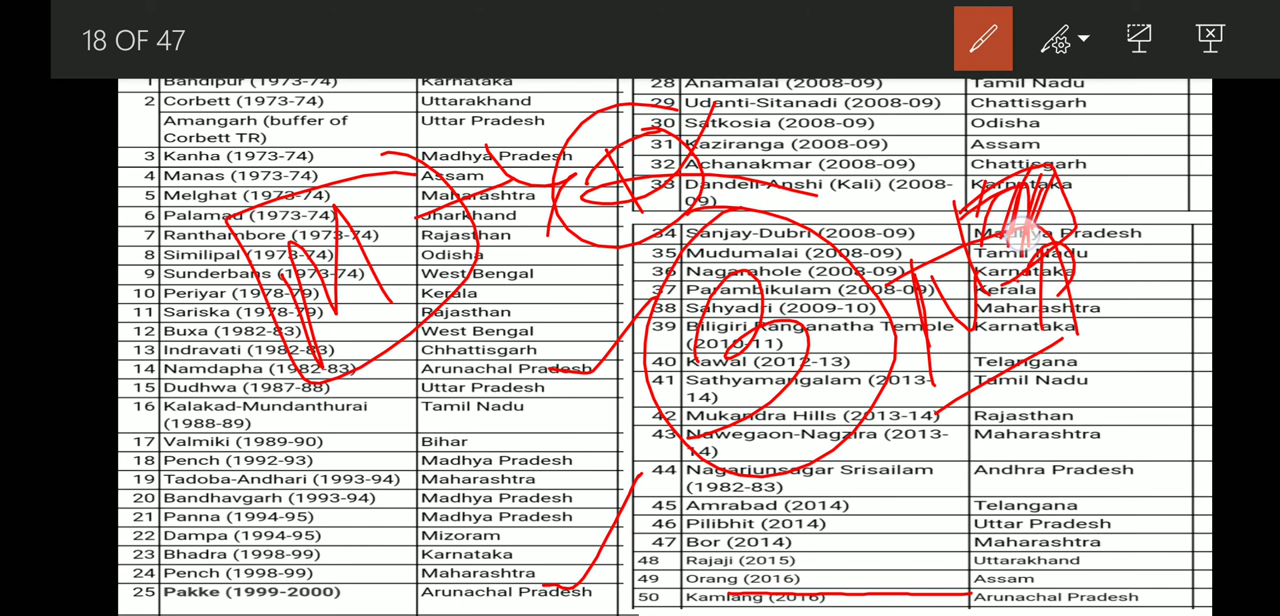 18 OF 47
1 Bandipur (1973-74) Karnataka
2 Corbett (1973-74) Uttarakhand
Amangarh (buffer of Uttar Pradesh
Corbett TR)
3 Kanha (1973-74) Madhya Pradesh
4 Manas (1973-74) Assam
5 Melghat (1973-74) Maharashtra
6 Palamau (1973-74) Jharkhand
7 Ranthambore (1973-74) Rajasthan
8 Similipal (1973-74) Odisha
9 Sunderbans (1973-74) West Bengal
10 Periyar (1978-79) Kerala
11 Sariska (1978-79) Rajasthan
12 Buxa (1982-83) West Bengal
13 Indravati (1982-83) Chhattisgarh
14 Namdapha (1982-83) Arunachal Pradesh
15 Dudhwa (1987-88) Uttar Pradesh
16 Kalakad-Mundanthurai Tamil Nadu
(1988-89)
17 Valmiki (1989-90) Bihar
18 Pench (1992-93) Madhya Pradesh
19 Tadoba-Andhari (1993-94) Maharashtra
20 Bandhavgarh (1993-94) Madhya Pradesh
21 Panna (1994-95) Madhya Pradesh
22 Dampa (1994-95) Mizoram
23 Bhadra (1998-99) Karnataka
24 Pench (1998-99) Maharashtra
25 Pakke (1999-2000) Arunachal Pradesh
28 Anamalai (2008-09) Tamil Nadu
29 Udanti-Sitanadi (2008-09) Chattisgarh
30 Satkosia (2008-09) Odisha
31 Kaziranga (2008-09) Assam
32 Achanakmar (2008-09) Chattisgarh
33 Dandeli-Anshi (Kali) (2008- Karnataka
09)
34 Sanjay-Dubri (2008-09) Madhya Pradesh
35 Mudumalai (2008-09) Tamil Nadu
36 Nagarahole (2008-09) Karnataka
37 Parambikulam (2008-09) Kerala
38 Sahyadri (2009-10) Maharashtra
39 Biligiri Ranganatha Temple Karnataka
(2010-11)
40 Kawal (2012-13) Telangana
41 Sathyamangalam (2013- Tamil Nadu
14)
42 Mukandra Hills (2013-14) Rajasthan
43 Nawegaon-Nagzira (2013- Maharashtra
14)
44 Nagarjunsagar Srisailam Andhra Pradesh
(1982-83)
45 Amrabad (2014) Telangana
46 Pilibhit (2014) Uttar Pradesh
47 Bor (2014) Maharashtra
48 Rajaji (2015) Uttarakhand
49 Orang (2016) Assam
50 Kamlang (2016) Arunachal Pradesh